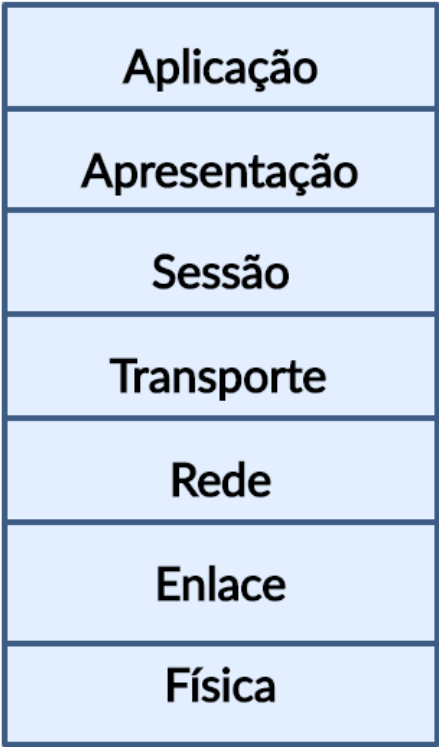 Aplicação
Apresentação
Sessão
Transporte
Rede
Enlace
Física